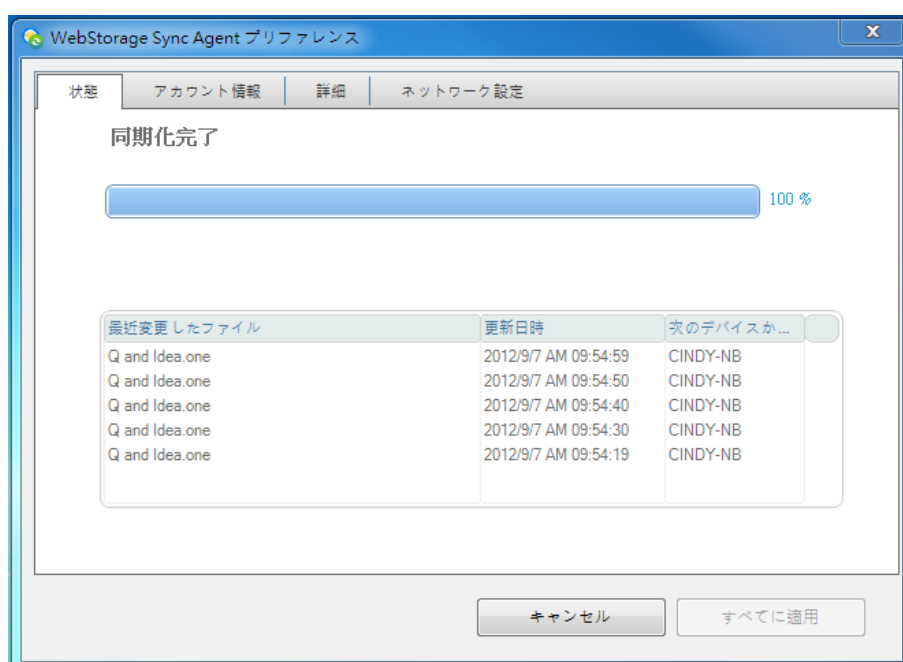 WebStorage Sync Agent プリファレンス
状態 アカウント情報 詳細 ネットワーク設定
同期化完了
100 %
最近変更したファイル 更新日時 次のデバイスか...
Q and Idea.one 2012/9/7 AM 09:54:59 CINDY-NB
Q and Idea.one 2012/9/7 AM 09:54:50 CINDY-NB
Q and Idea.one 2012/9/7 AM 09:54:40 CINDY-NB
Q and Idea.one 2012/9/7 AM 09:54:30 CINDY-NB
Q and Idea.one 2012/9/7 AM 09:54:19 CINDY-NB
キャンセル すべてに適用